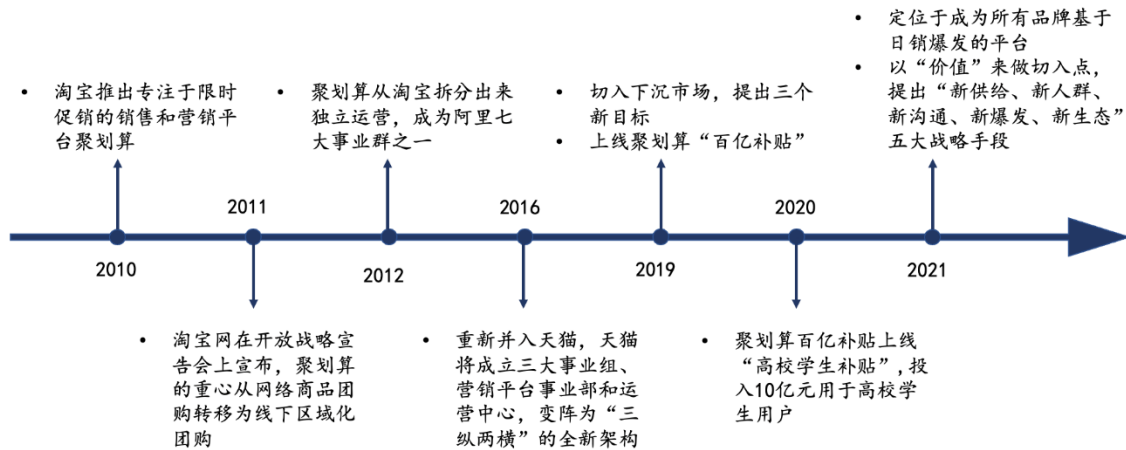 • 淘宝推出专注于限时
促销的销售和营销平
台聚划算
• 聚划算从淘宝拆分出来
独立运营，成为阿里七
大事业群之一
• 切入下沉市场，提出三个
新目标
• 上线聚划算“百亿补贴”
• 定位于成为所有品牌基于
日销爆发的平台
• 以“价值”来做切入点，
提出“新供给、新人群、
新沟通、新爆发、新生态”
五大战略手段
2011
2016
2020
2010
2012
2019
2021
• 淘宝网在开放战略宣
告会上宣布，聚划算
的重心从网络商品团
购转移为线下区域化
团购
• 重新并入天猫，天猫
将成立三大事业组、
营销平台事业部和运
营中心，变阵为“三
纵两横”的全新架构
• 聚划算百亿补贴上线
“高校学生补贴”,投
入10亿元用于高校学
生用户